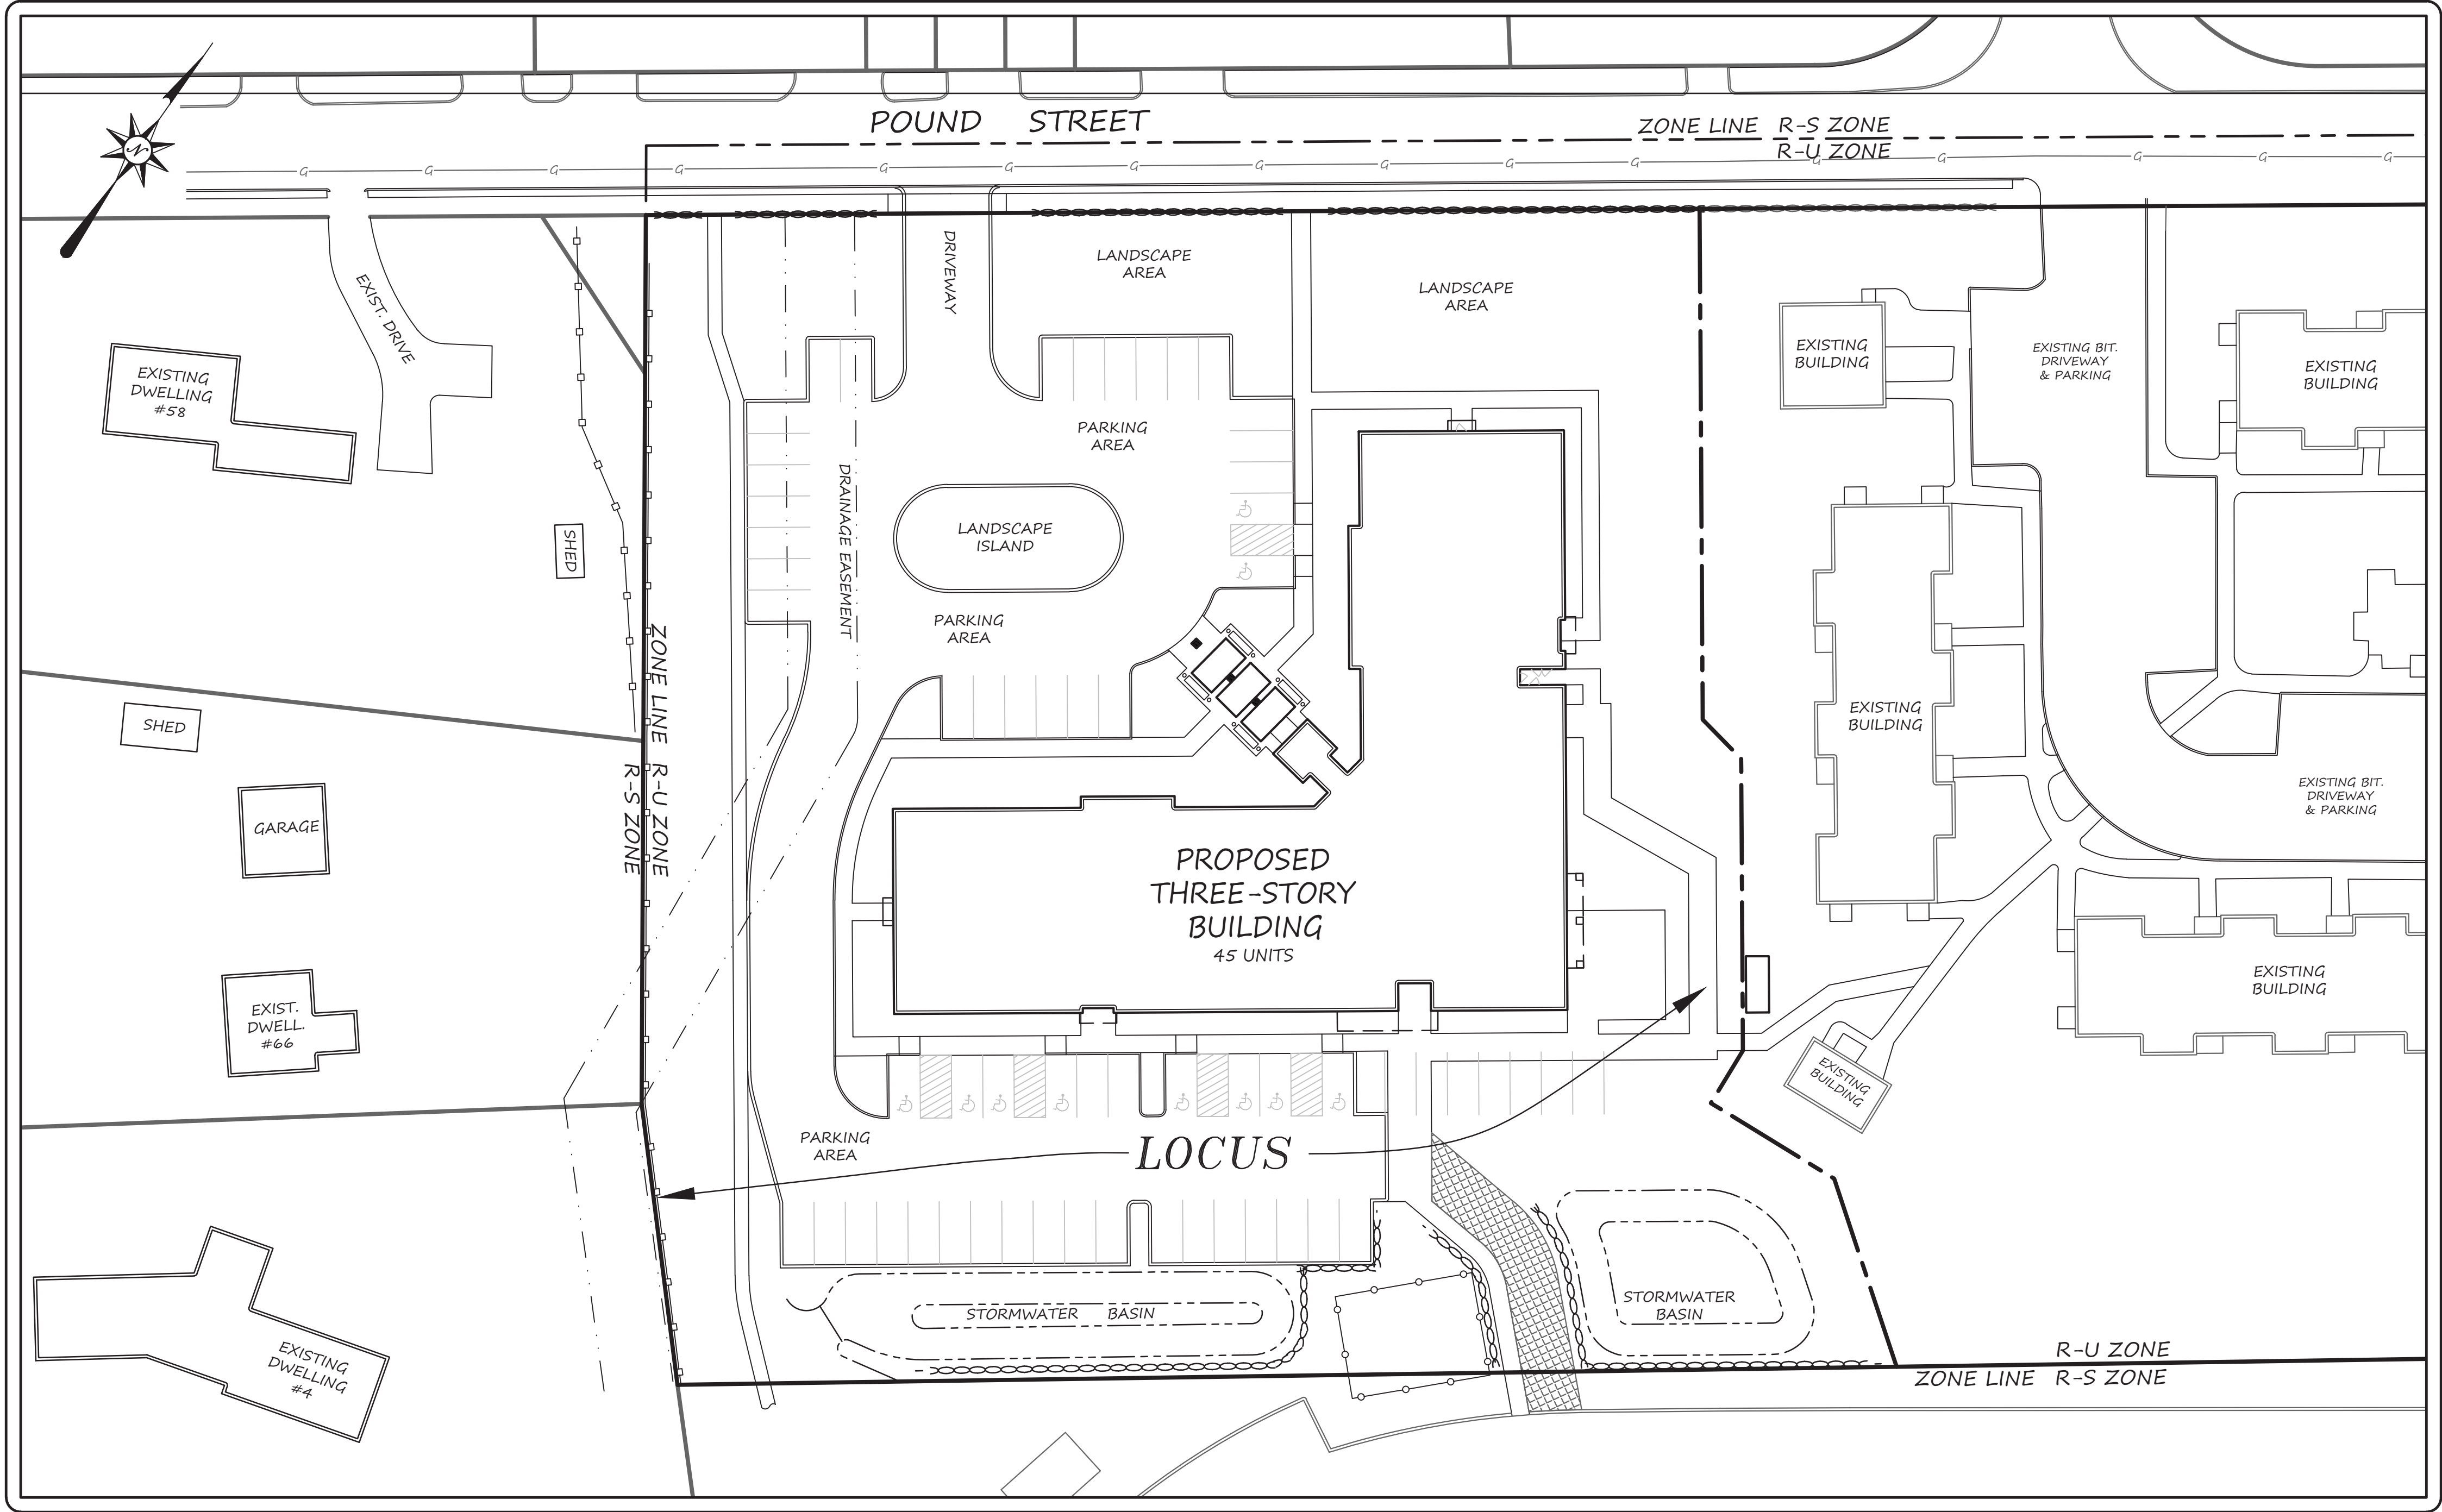 POUND STREET
ZONE LINE R-S ZONE
R-U ZONE
N
G G G G G G G G G G G G G G G G
DRIVEWAY
LANDSCAPE
AREA
LANDSCAPE
AREA
EXIST. DRIVE
EXISTING
DWELLING
#58
EXISTING
BUILDING
EXISTING BIT.
DRIVEWAY
& PARKING
EXISTING
BUILDING
PARKING
AREA
DRAINAGE EASEMENT
LANDSCAPE
ISLAND
SHED
PARKING
AREA
ZONE LINE R-U ZONE
R-S ZONE
SHED
EXISTING
BUILDING
GARAGE
EXISTING BIT.
DRIVEWAY
& PARKING
PROPOSED
THREE-STORY
BUILDING
45 UNITS
EXIST.
DWELL.
#66
EXISTING
BUILDING
EXISTING
BUILDING
PARKING
AREA
LOCUS
STORMWATER BASIN
STORMWATER
BASIN
EXISTING
DWELLING
#4
R-U ZONE
ZONE LINE R-S ZONE